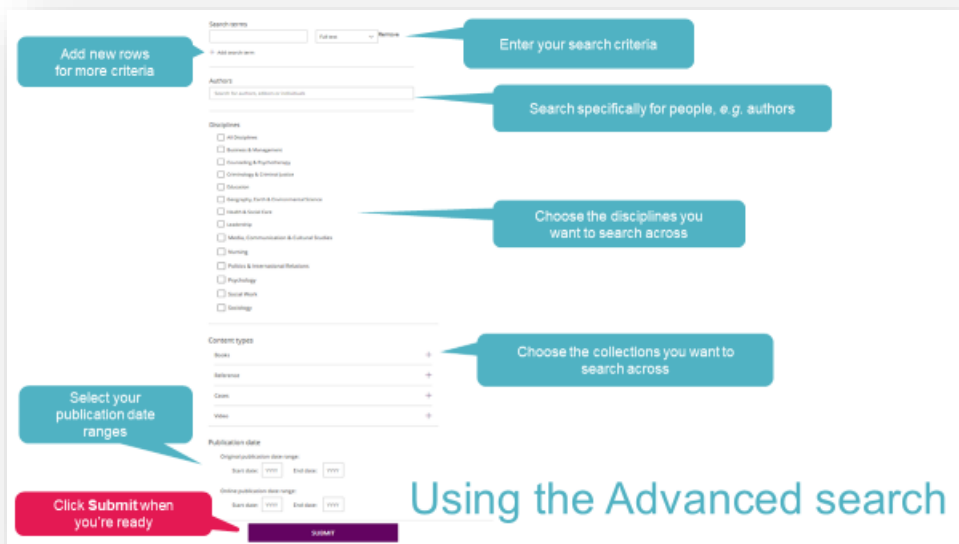 Search terms
Full text
Remove
+ Add search term
Add new rows
for more criteria
Enter your search criteria
Authors
Search for authors, editors or individuals
Search specifically for people, e.g. authors
Disciplines
All Disciplines
Business & Management
Counseling & Psychotherapy
Criminology & Criminal Justice
Education
Geography, Earth & Environmental Science
Health & Social Care
Leadership
Media, Communication & Cultural Studies
Nursing
Politics & International Relations
Psychology
Social Work
Sociology
Choose the disciplines you
want to search across
Content types
Books +
Reference +
Cases +
Video +
Choose the collections you want to
search across
Select your
publication date
ranges
Publication date
Original publication date range:
Start date: YYYY End date: YYYY
Online publication date range:
Start date: YYYY End date: YYYY
Click Submit when
you're ready
SUBMIT
Using the Advanced search